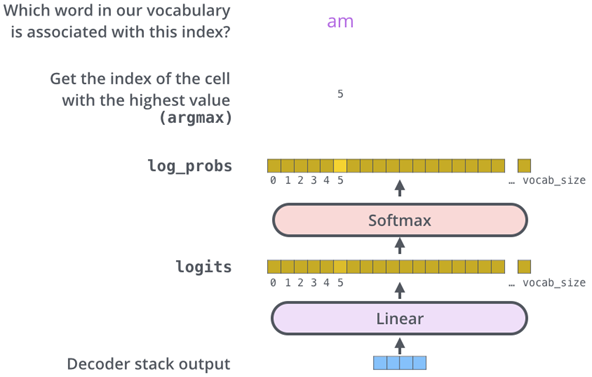 Which word in our vocabulary
is associated with this index?
am
Get the index of the cell
with the highest value
(argmax)
5
log_probs
0 1 2 3 4 5 … vocab_size
Softmax
logits
0 1 2 3 4 5 … vocab_size
Linear
Decoder stack output